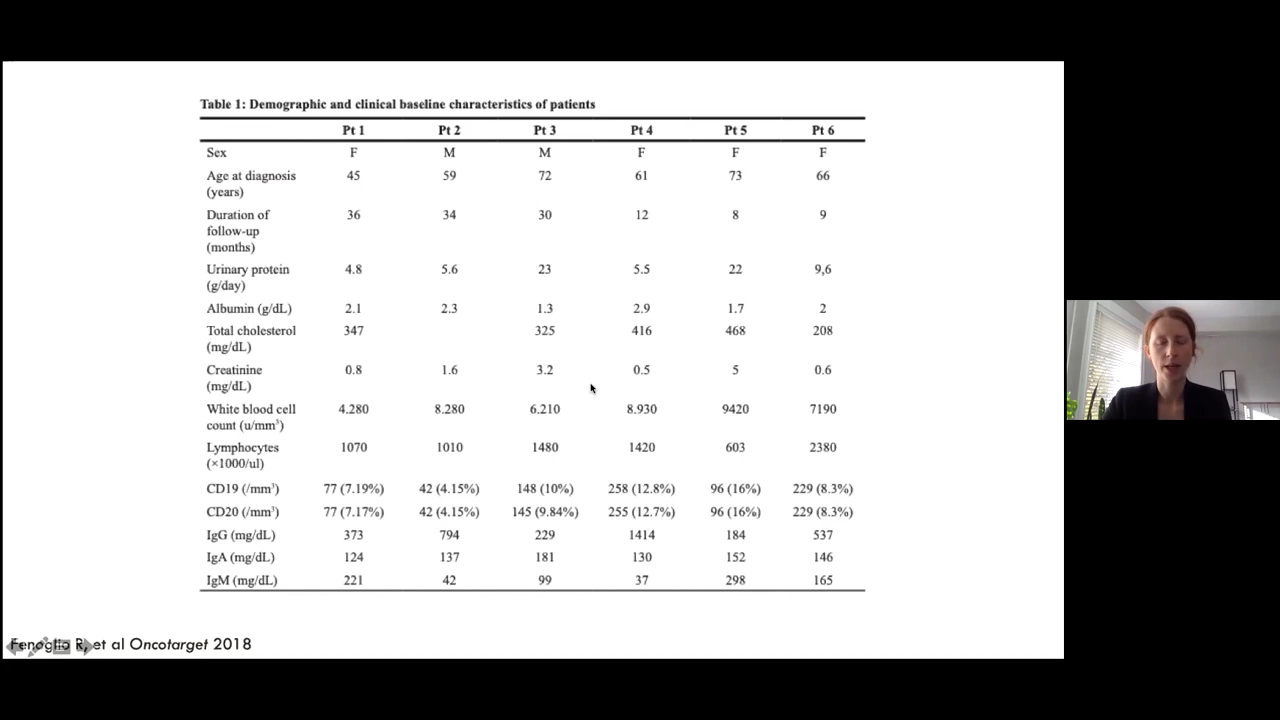 Table 1: Demographic and clinical baseline characteristics of patients
Pt 1 Pt 2 Pt 3 Pt 4 Pt 5 Pt 6
Sex F M M F F F
Age at diagnosis 45 59 72 61 73 66
(years)
Duration of 36 34 30 12 8 9
follow-up
(months)
Urinary protein 4.8 5.6 23 5.5 22 9,6
(g/day)
Albumin (g/dL) 2.1 2.3 1.3 2.9 1.7 2
Total cholesterol 347 325 416 468 208
(mg/dL)
Creatinine 0.8 1.6 3.2 0.5 5 0.6
(mg/dL)
White blood cell 4.280 8.280 6.210 8.930 9420 7190
count (u/mm³)
Lymphocytes 1070 1010 1480 1420 603 2380
(×1000/ul)
CD19 (/mm³) 77 (7.19%) 42 (4.15%) 148 (10%) 258 (12.8%) 96 (16%) 229 (8.3%)
CD20 (/mm³) 77 (7.17%) 42 (4.15%) 145 (9.84%) 255 (12.7%) 96 (16%) 229 (8.3%)
IgG (mg/dL) 373 794 229 1414 184 537
IgA (mg/dL) 124 137 181 130 152 146
IgM (mg/dL) 221 42 99 37 298 165
Fenoglio R, et al Oncotarget 2018